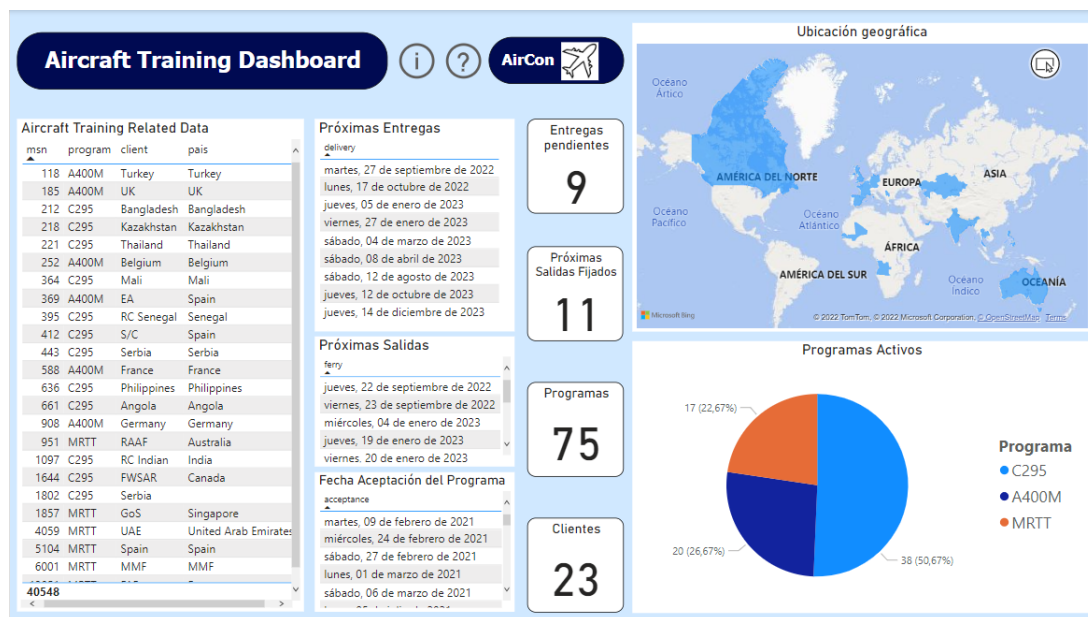 Aircraft Training Dashboard
i
?
AirCon
Aircraft Training Related Data
msn program client pais
118 A400M Turkey Turkey
185 A400M UK UK
212 C295 Bangladesh Bangladesh
218 C295 Kazakhstan Kazakhstan
221 C295 Thailand Thailand
252 A400M Belgium Belgium
364 C295 Mali Mali
369 A400M EA Spain
395 C295 RC Senegal Senegal
412 C295 S/C Spain
443 C295 Serbia Serbia
588 A400M France France
636 C295 Philippines Philippines
661 C295 Angola Angola
908 A400M Germany Germany
951 MRTT RAAF Australia
1097 C295 RC Indian India
1644 C295 FWSAR Canada
1802 C295 Serbia
1857 MRTT GoS Singapore
4059 MRTT UAE United Arab Emirates
5104 MRTT Spain Spain
6001 MRTT MMF MMF
40548
Próximas Entregas
delivery
martes, 27 de septiembre de 2022
lunes, 17 de octubre de 2022
jueves, 05 de enero de 2023
viernes, 27 de enero de 2023
sábado, 04 de marzo de 2023
sábado, 08 de abril de 2023
sábado, 12 de agosto de 2023
jueves, 12 de octubre de 2023
jueves, 14 de diciembre de 2023
Próximas Salidas
ferry
jueves, 22 de septiembre de 2022
viernes, 23 de septiembre de 2022
miércoles, 04 de enero de 2023
jueves, 19 de enero de 2023
viernes, 20 de enero de 2023
Fecha Aceptación del Programa
acceptance
martes, 09 de febrero de 2021
miércoles, 24 de febrero de 2021
sábado, 27 de febrero de 2021
lunes, 01 de marzo de 2021
sábado, 06 de marzo de 2021
Entregas
pendientes
9
Próximas
Salidas Fijados
11
Programas
75
Clientes
23
Ubicación geográfica
Océano
Ártico
AMÉRICA DEL NORTE
EUROPA
ASIA
Océano
Pacífico
Océano
Atlántico
ÁFRICA
AMÉRICA DEL SUR
Océano
Índico
OCEANÍA
Microsoft Bing
© 2022 TomTom, © 2022 Microsoft Corporation, © OpenStreetMap Terms
Programas Activos
17 (22,67%)
20 (26,67%)
38 (50,67%)
Programa
C295
A400M
MRTT